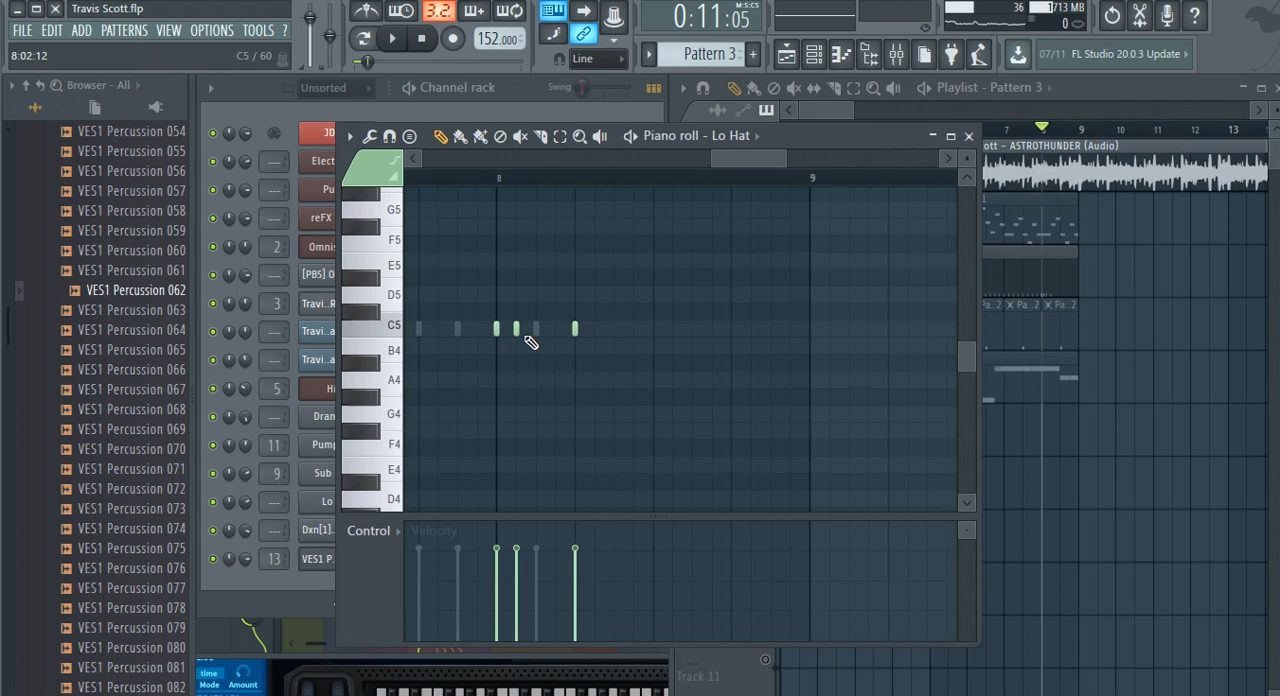 Travis Scott.flp
FILE EDIT ADD PATTERNS VIEW OPTIONS TOOLS ?
8:02:12 C5 / 60
3.2
152.000
0:11:05
M:S:CS
Line
Pattern 3
36
1713 MB
0
07/11 FL Studio 20.0.3 Update
Browser - All
Unsorted
Channel rack
Swing
Playlist - Pattern 3
Piano roll - Lo Hat
7 8 9 10 11 12 13
ott - ASTROTHUNDER (Audio)
8 9
VES1 Percussion 054
VES1 Percussion 055
VES1 Percussion 056
VES1 Percussion 057
VES1 Percussion 058
VES1 Percussion 059
VES1 Percussion 060
VES1 Percussion 061
VES1 Percussion 062
VES1 Percussion 063
VES1 Percussion 064
VES1 Percussion 065
VES1 Percussion 066
VES1 Percussion 067
VES1 Percussion 068
VES1 Percussion 069
VES1 Percussion 070
VES1 Percussion 071
VES1 Percussion 072
VES1 Percussion 073
VES1 Percussion 074
VES1 Percussion 075
VES1 Percussion 076
VES1 Percussion 077
VES1 Percussion 078
VES1 Percussion 079
VES1 Percussion 080
VES1 Percussion 081
VES1 Percussion 082
JD
--- Elect
--- Pu
--- reFX
2 Omnis
--- [PBS] O
3 Travi..R
--- Travi..a
--- Travi..a
5 Hi
--- Dran
11 Pump
9 Sub
--- Lo
--- Dxn[1]
13 VES1 P
G5
F5
E5
D5
C5
B4
A4
G4
F4
E4
D4
Control
Velocity
Pa..2 Pa..2 Pa..2
time
Mode Amount
Track 11